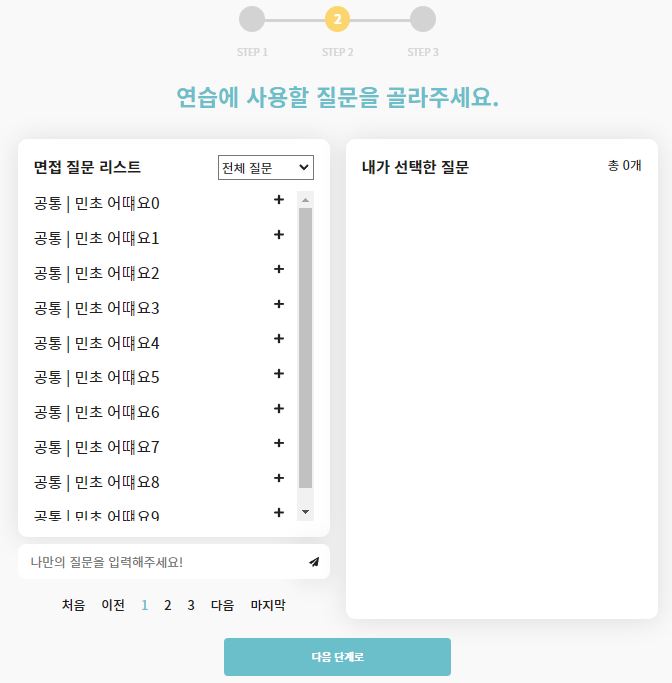 2
STEP 1
STEP 2
STEP 3
연습에 사용할 질문을 골라주세요.
면접 질문 리스트
전체 질문
공통 | 민초 어떄요0
공통 | 민초 어떄요1
공통 | 민초 어떄요2
공통 | 민초 어떄요3
공통 | 민초 어떄요4
공통 | 민초 어떄요5
공통 | 민초 어떄요6
공통 | 민초 어떄요7
공통 | 민초 어떄요8
공통 | 민초 어떄요9
나만의 질문을 입력해주세요!
처음 이전 1 2 3 다음 마지막
내가 선택한 질문
총 0개
다음 단계로